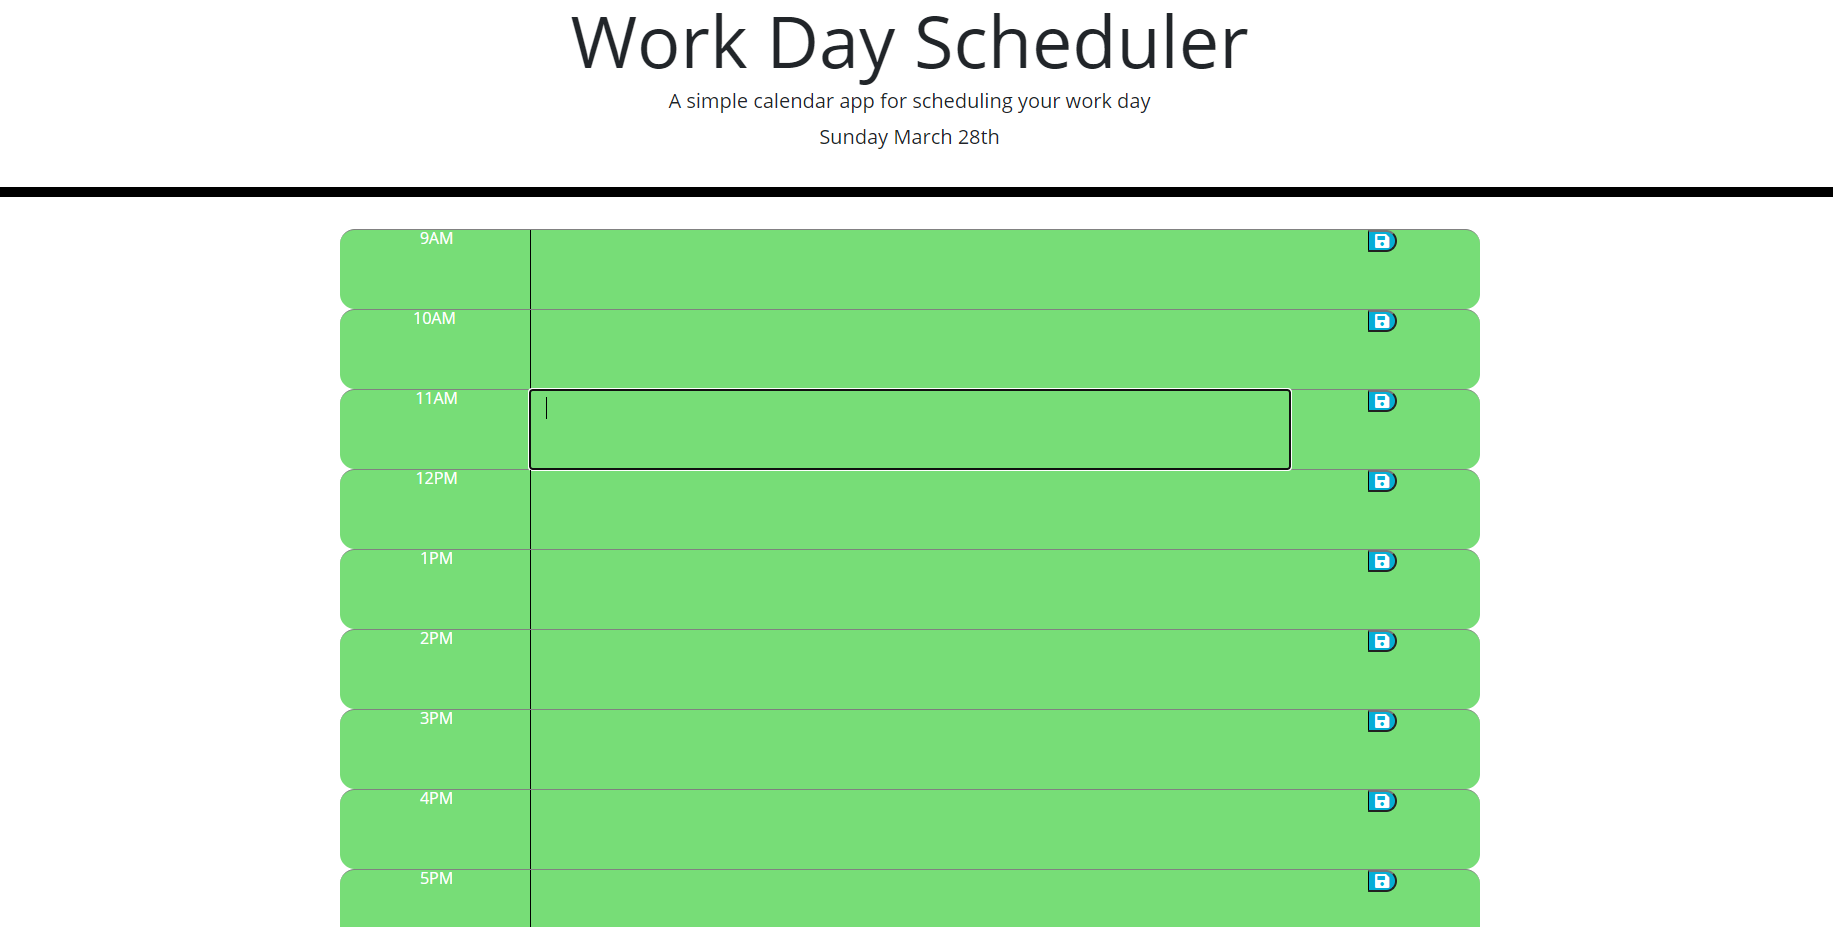 Work Day Scheduler
A simple calendar app for scheduling your work day
Sunday March 28th
9AM
10AM
11AM
12PM
1PM
2PM
3PM
4PM
5PM